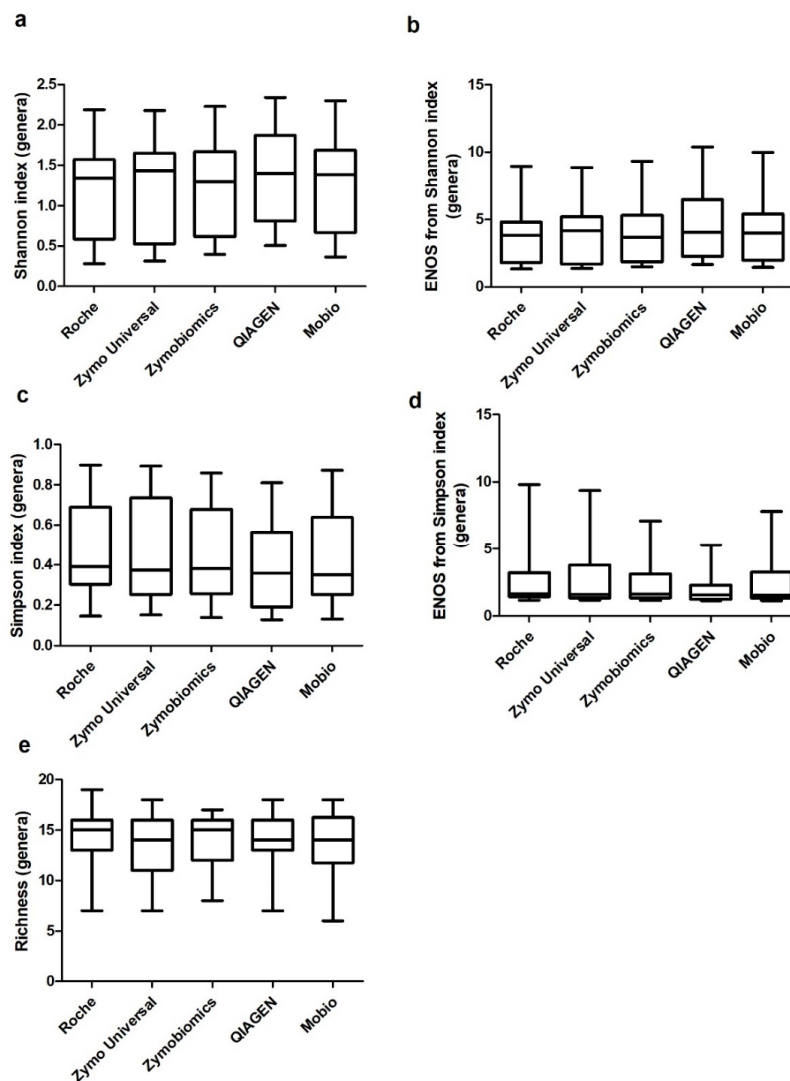 a
Shannon index (genera)
2.5
2.0
1.5
1.0
0.5
0.0
Roche
Zymo Universal
Zymobiomics
QIAGEN
Mobio
b
ENOS from Shannon index
(genera)
15
10
5
0
Roche
Zymo Universal
Zymobiomics
QIAGEN
Mobio
c
Simpson index (genera)
1.0
0.8
0.6
0.4
0.2
0.0
Roche
Zymo Universal
Zymobiomics
QIAGEN
Mobio
d
ENOS from Simpson index
(genera)
15
10
5
0
Roche
Zymo Universal
Zymobiomics
QIAGEN
Mobio
e
Richness (genera)
20
15
10
5
0
Roche
Zymo Universal
Zymobiomics
QIAGEN
Mobio